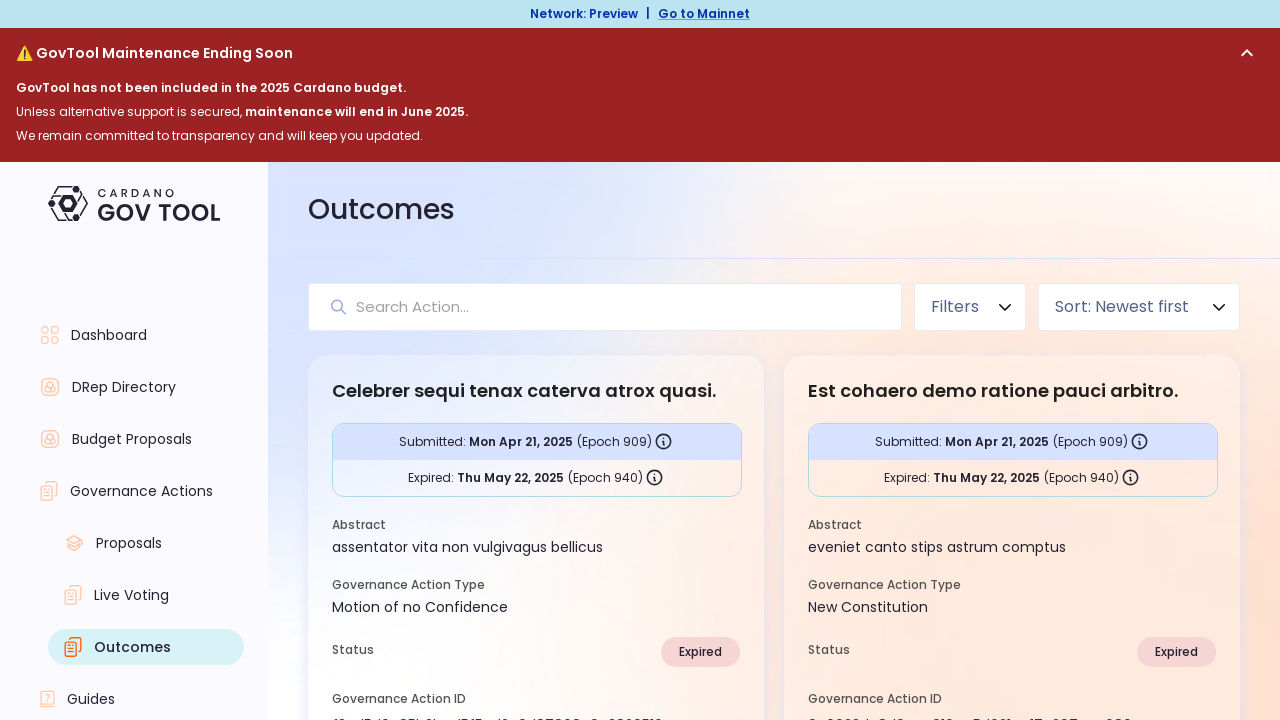 Network: Preview | Go to Mainnet
⚠️ GovTool Maintenance Ending Soon
GovTool has not been included in the 2025 Cardano budget.
Unless alternative support is secured, maintenance will end in June 2025.
We remain committed to transparency and will keep you updated.
CARDANO
GOV TOOL
Dashboard
DRep Directory
Budget Proposals
Governance Actions
Proposals
Live Voting
Outcomes
Guides
Outcomes
Search Action...
Filters
Sort: Newest first
Celebrer sequi tenax caterva atrox quasi.
Submitted: Mon Apr 21, 2025 (Epoch 909)
Expired: Thu May 22, 2025 (Epoch 940)
Abstract
assentator vita non vulgivagus bellicus
Governance Action Type
Motion of no Confidence
Status
Expired
Governance Action ID
Est cohaero demo ratione pauci arbitro.
Submitted: Mon Apr 21, 2025 (Epoch 909)
Expired: Thu May 22, 2025 (Epoch 940)
Abstract
eveniet canto stips astrum comptus
Governance Action Type
New Constitution
Status
Expired
Governance Action ID